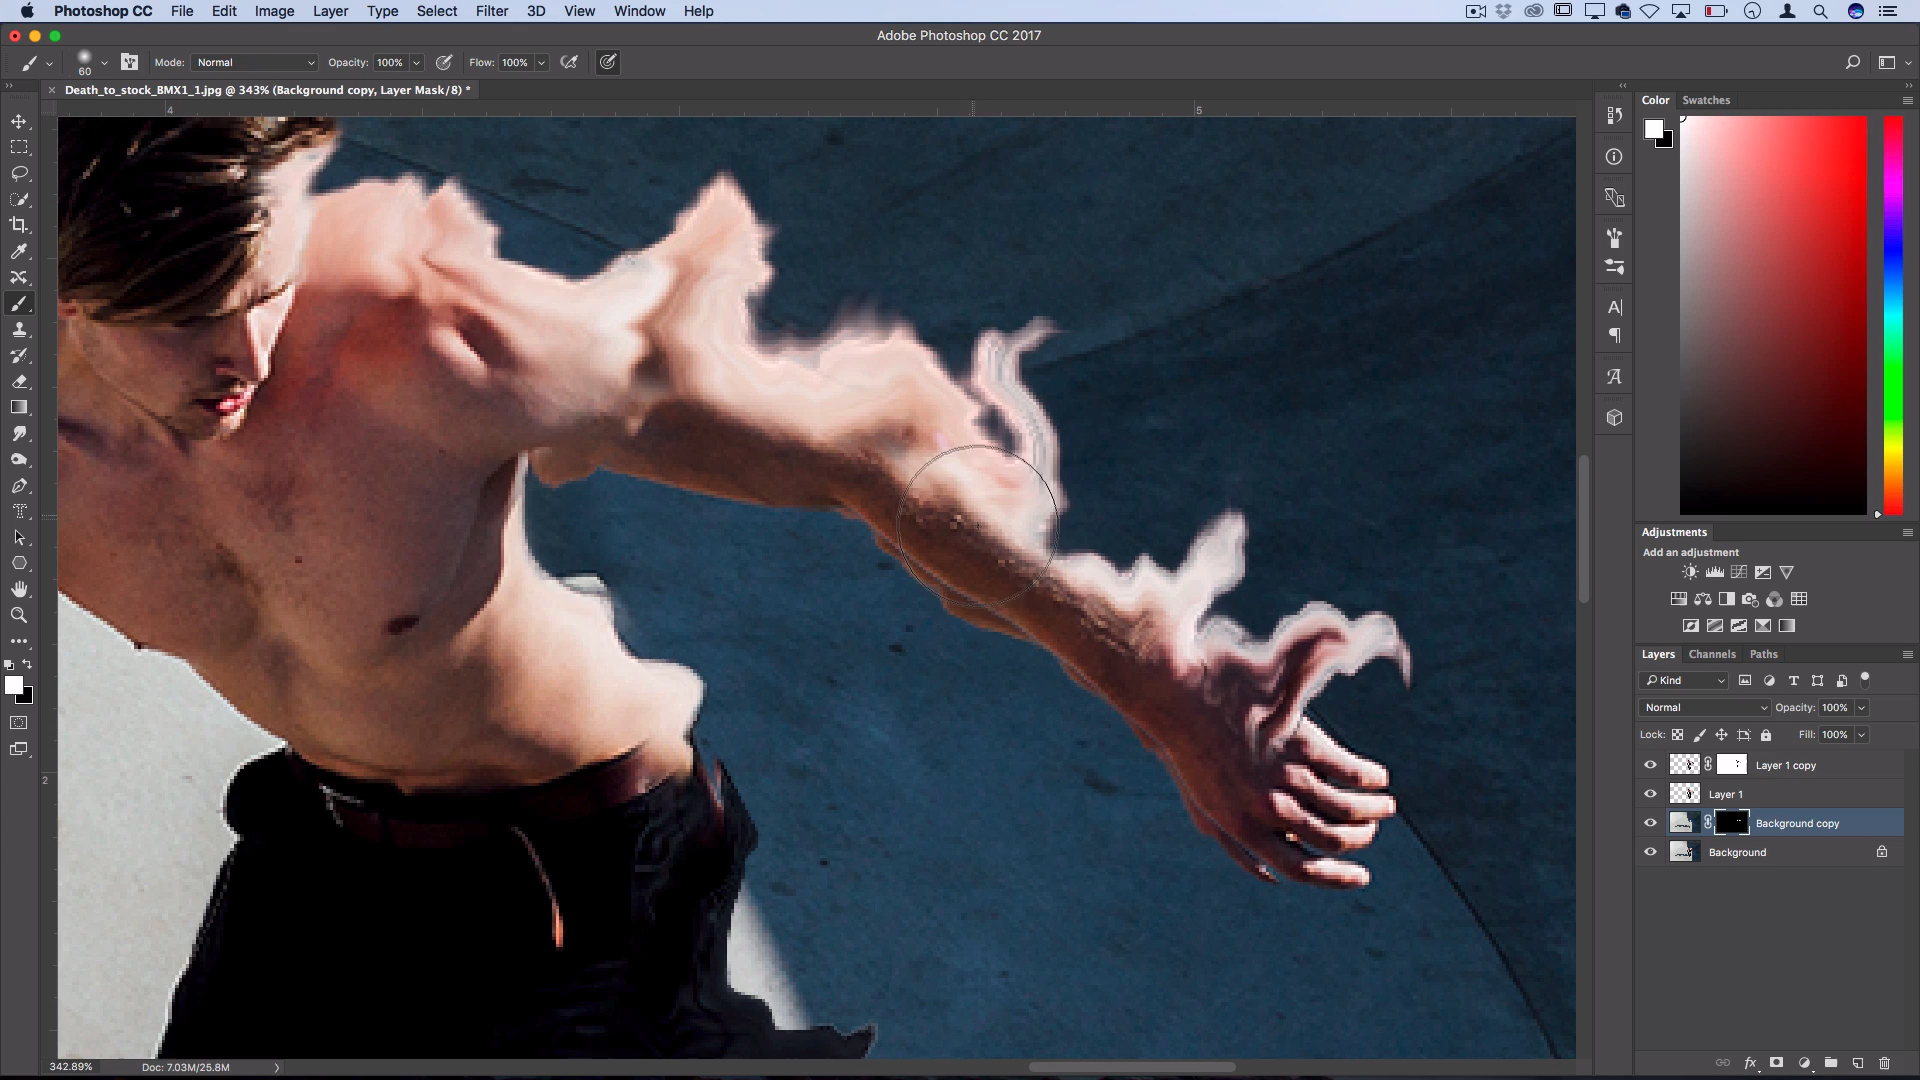 Photoshop CC File Edit Image Layer Type Select Filter 3D View Window Help
Adobe Photoshop CC 2017
60 Mode: Normal Opacity: 100% Flow: 100%
× Death_to_stock_BMX1_1.jpg @ 343% (Background copy, Layer Mask/8) *
4 5
2
Color Swatches
Adjustments
Add an adjustment
Layers Channels Paths
Kind
Normal Opacity: 100%
Lock: Fill: 100%
Layer 1 copy
Layer 1
Background copy
Background
342.89% Doc: 7.03M/25.8M